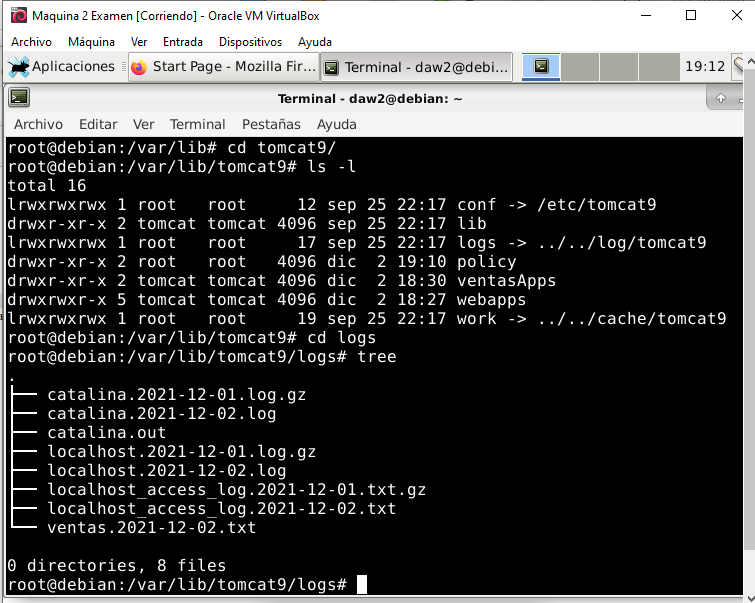 Maquina 2 Examen [Corriendo] - Oracle VM VirtualBox
Archivo Máquina Ver Entrada Dispositivos Ayuda
Aplicaciones Start Page - Mozilla Fir... Terminal - daw2@debi... 19:12
Terminal - daw2@debian: ~
Archivo Editar Ver Terminal Pestañas Ayuda
root@debian:/var/lib# cd tomcat9/
root@debian:/var/lib/tomcat9# ls -l
total 16
lrwxrwxrwx 1 root   root     12 sep 25 22:17 conf -> /etc/tomcat9
drwxr-xr-x 2 tomcat tomcat 4096 sep 25 22:17 lib
lrwxrwxrwx 1 root   root     17 sep 25 22:17 logs -> ../../log/tomcat9
drwxr-xr-x 2 root   root   4096 dic  2 19:10 policy
drwxr-xr-x 2 tomcat tomcat 4096 dic  2 18:30 ventasApps
drwxrwxr-x 5 tomcat tomcat 4096 dic  2 18:27 webapps
lrwxrwxrwx 1 root   root     19 sep 25 22:17 work -> ../../cache/tomcat9
root@debian:/var/lib/tomcat9# cd logs
root@debian:/var/lib/tomcat9/logs# tree
.
├── catalina.2021-12-01.log.gz
├── catalina.2021-12-02.log
├── catalina.out
├── localhost.2021-12-01.log.gz
├── localhost.2021-12-02.log
├── localhost_access_log.2021-12-01.txt.gz
├── localhost_access_log.2021-12-02.txt
└── ventas.2021-12-02.txt
0 directories, 8 files
root@debian:/var/lib/tomcat9/logs#